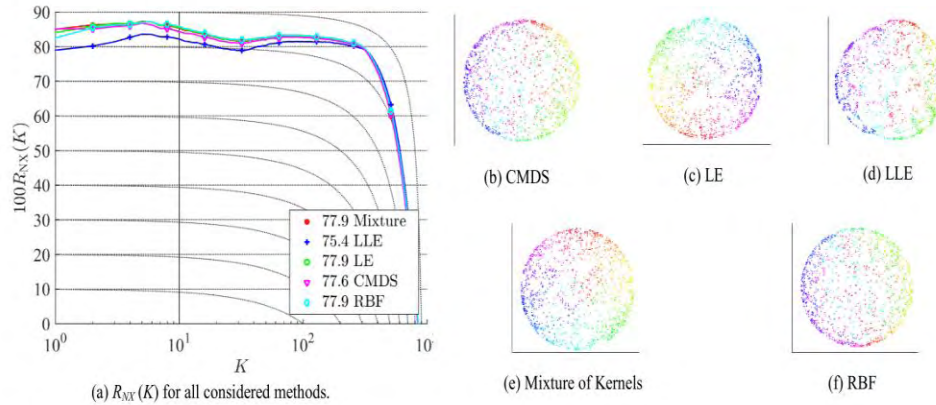 90
80
70
60
50
40
30
20
10
0
100R_NX(K)
77.9 Mixture
75.4 LLE
77.9 LE
77.6 CMDS
77.9 RBF
10^0 10^1 10^2 10
K
(a) R_NX (K) for all considered methods.
(b) CMDS
(c) LE
(d) LLE
(e) Mixture of Kernels
(f) RBF